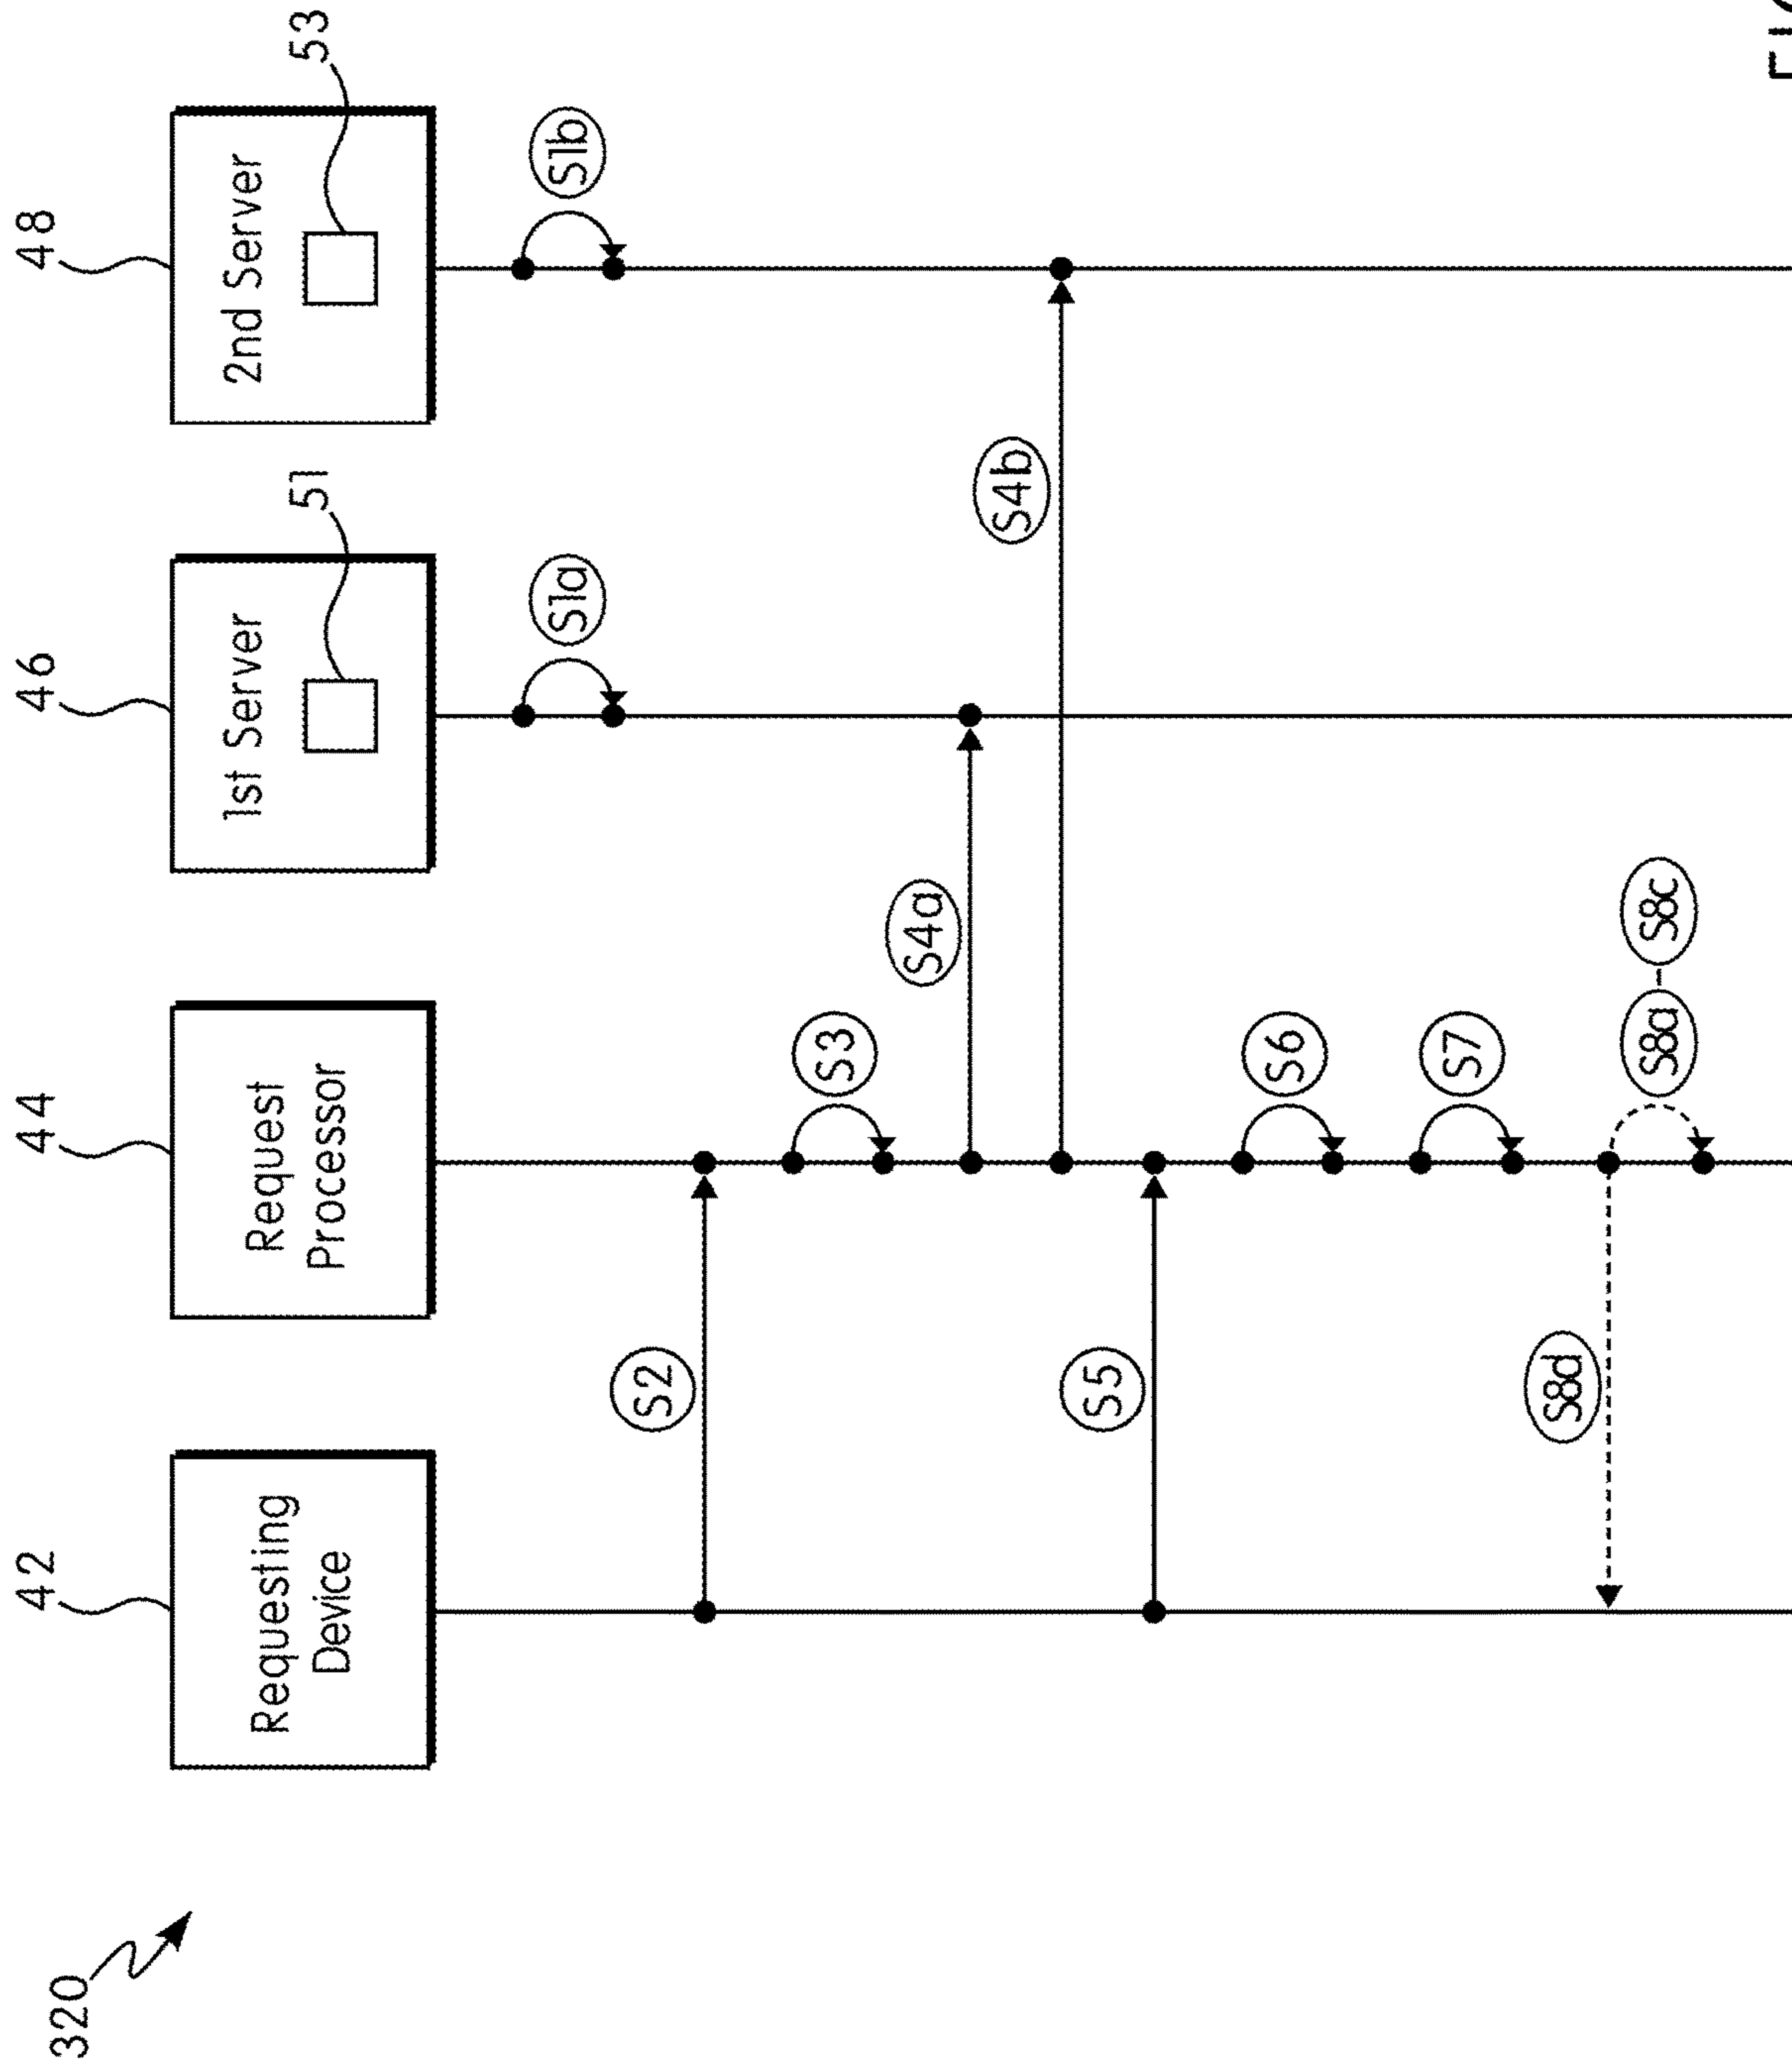 320
42
44
46
48
Requesting
Device
Request
Processor
1st Server
51
2nd Server
53
S1a
S1b
S2
S3
S4a
S4b
S5
S6
S7
S8d
S8a - S8c